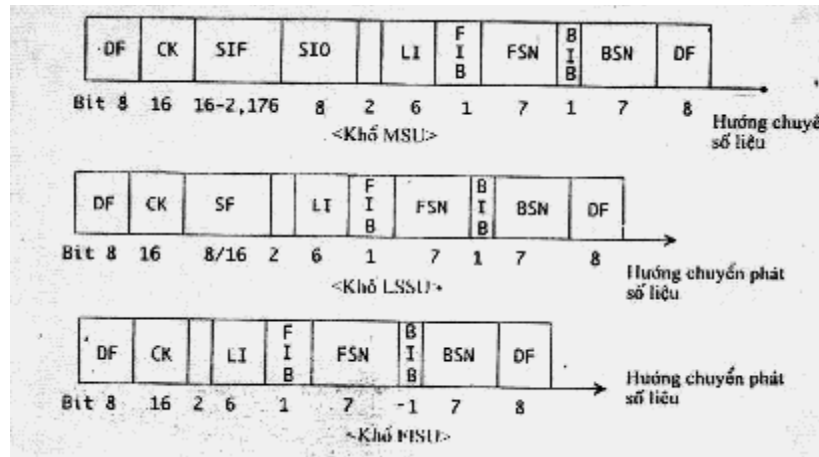 DF CK SIF SIO LI FIB FSN BIB BSN DF
Bit 8 16 16-2,176 8 2 6 1 7 1 7 8
<Khổ MSU>
Hướng chuyể
số liệu
DF CK SF LI FIB FSN BIB BSN DF
Bit 8 16 8/16 2 6 1 7 1 7 8
<Khổ LSSU>
Hướng chuyển phát
số liệu
DF CK LI FIB FSN BIB BSN DF
Bit 8 16 2 6 1 7 -1 7 8
<Khổ FISU>
Hướng chuyển phát
số liệu